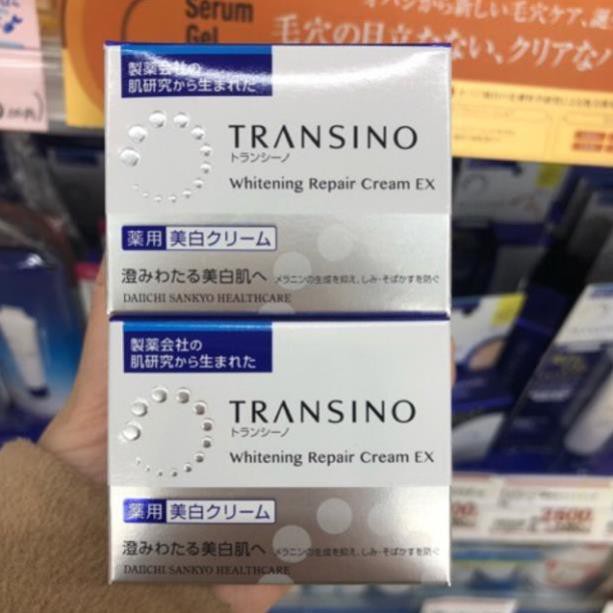 Serum
Gel
毛穴の目立たない、クリアな
製薬会社の
肌研究から生まれた
TRANSINO
トランシーノ
Whitening Repair Cream EX
薬用 美白クリーム
澄みわたる美白肌へ メラニンの生成を抑え、しみ・そばかすを防ぐ
DAIICHI SANKYO HEALTHCARE
製薬会社の
肌研究から生まれた
TRANSINO
トランシーノ
Whitening Repair Cream EX
薬用 美白クリーム
澄みわたる美白肌へ メラニンの生成を抑え、しみ・そばかすを防ぐ
DAIICHI SANKYO HEALTHCARE